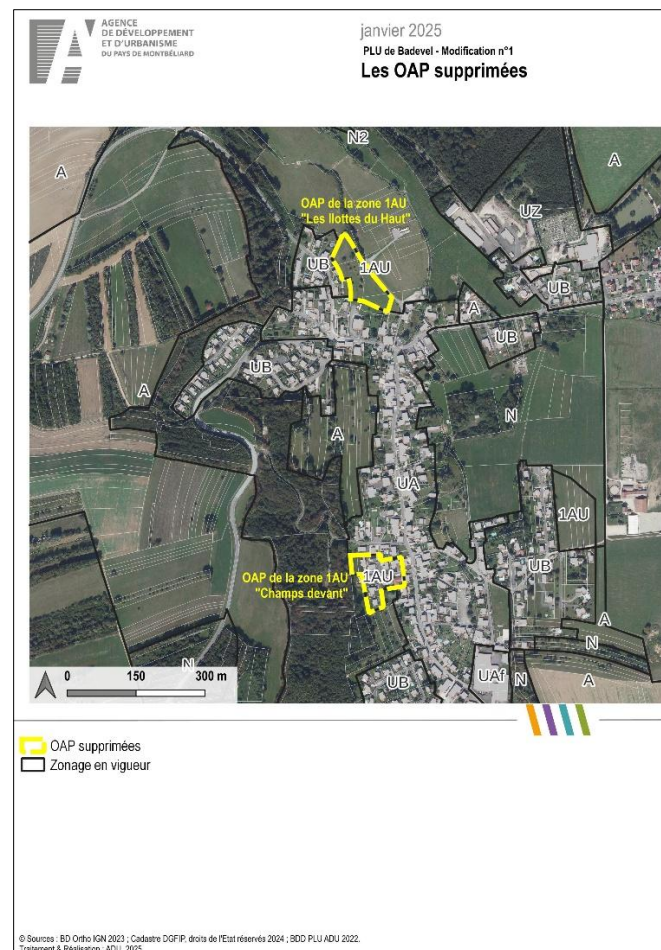 AGENCE
DE DÉVELOPPEMENT
ET D'URBANISME
DU PAYS DE MONTBÉLIARD
janvier 2025
PLU de Badevel - Modification n°1
Les OAP supprimées
N2
A
A
UZ
OAP de la zone 1AU
"Les Ilottes du Haut"
UB
1AU
UB
A
UB
UB
A
A
N
UA
1AU
OAP de la zone 1AU
"Champs devant"
1AU
UB
A
N
N
UB
UAf
N
A
0 150 300 m
OAP supprimées
Zonage en vigueur
© Sources : BD Ortho IGN 2023 ; Cadastre DGFIP, droits de l'Etat réservés 2024 ; BDD PLU ADU 2022.
Traitement & Réalisation : ADU, 2025